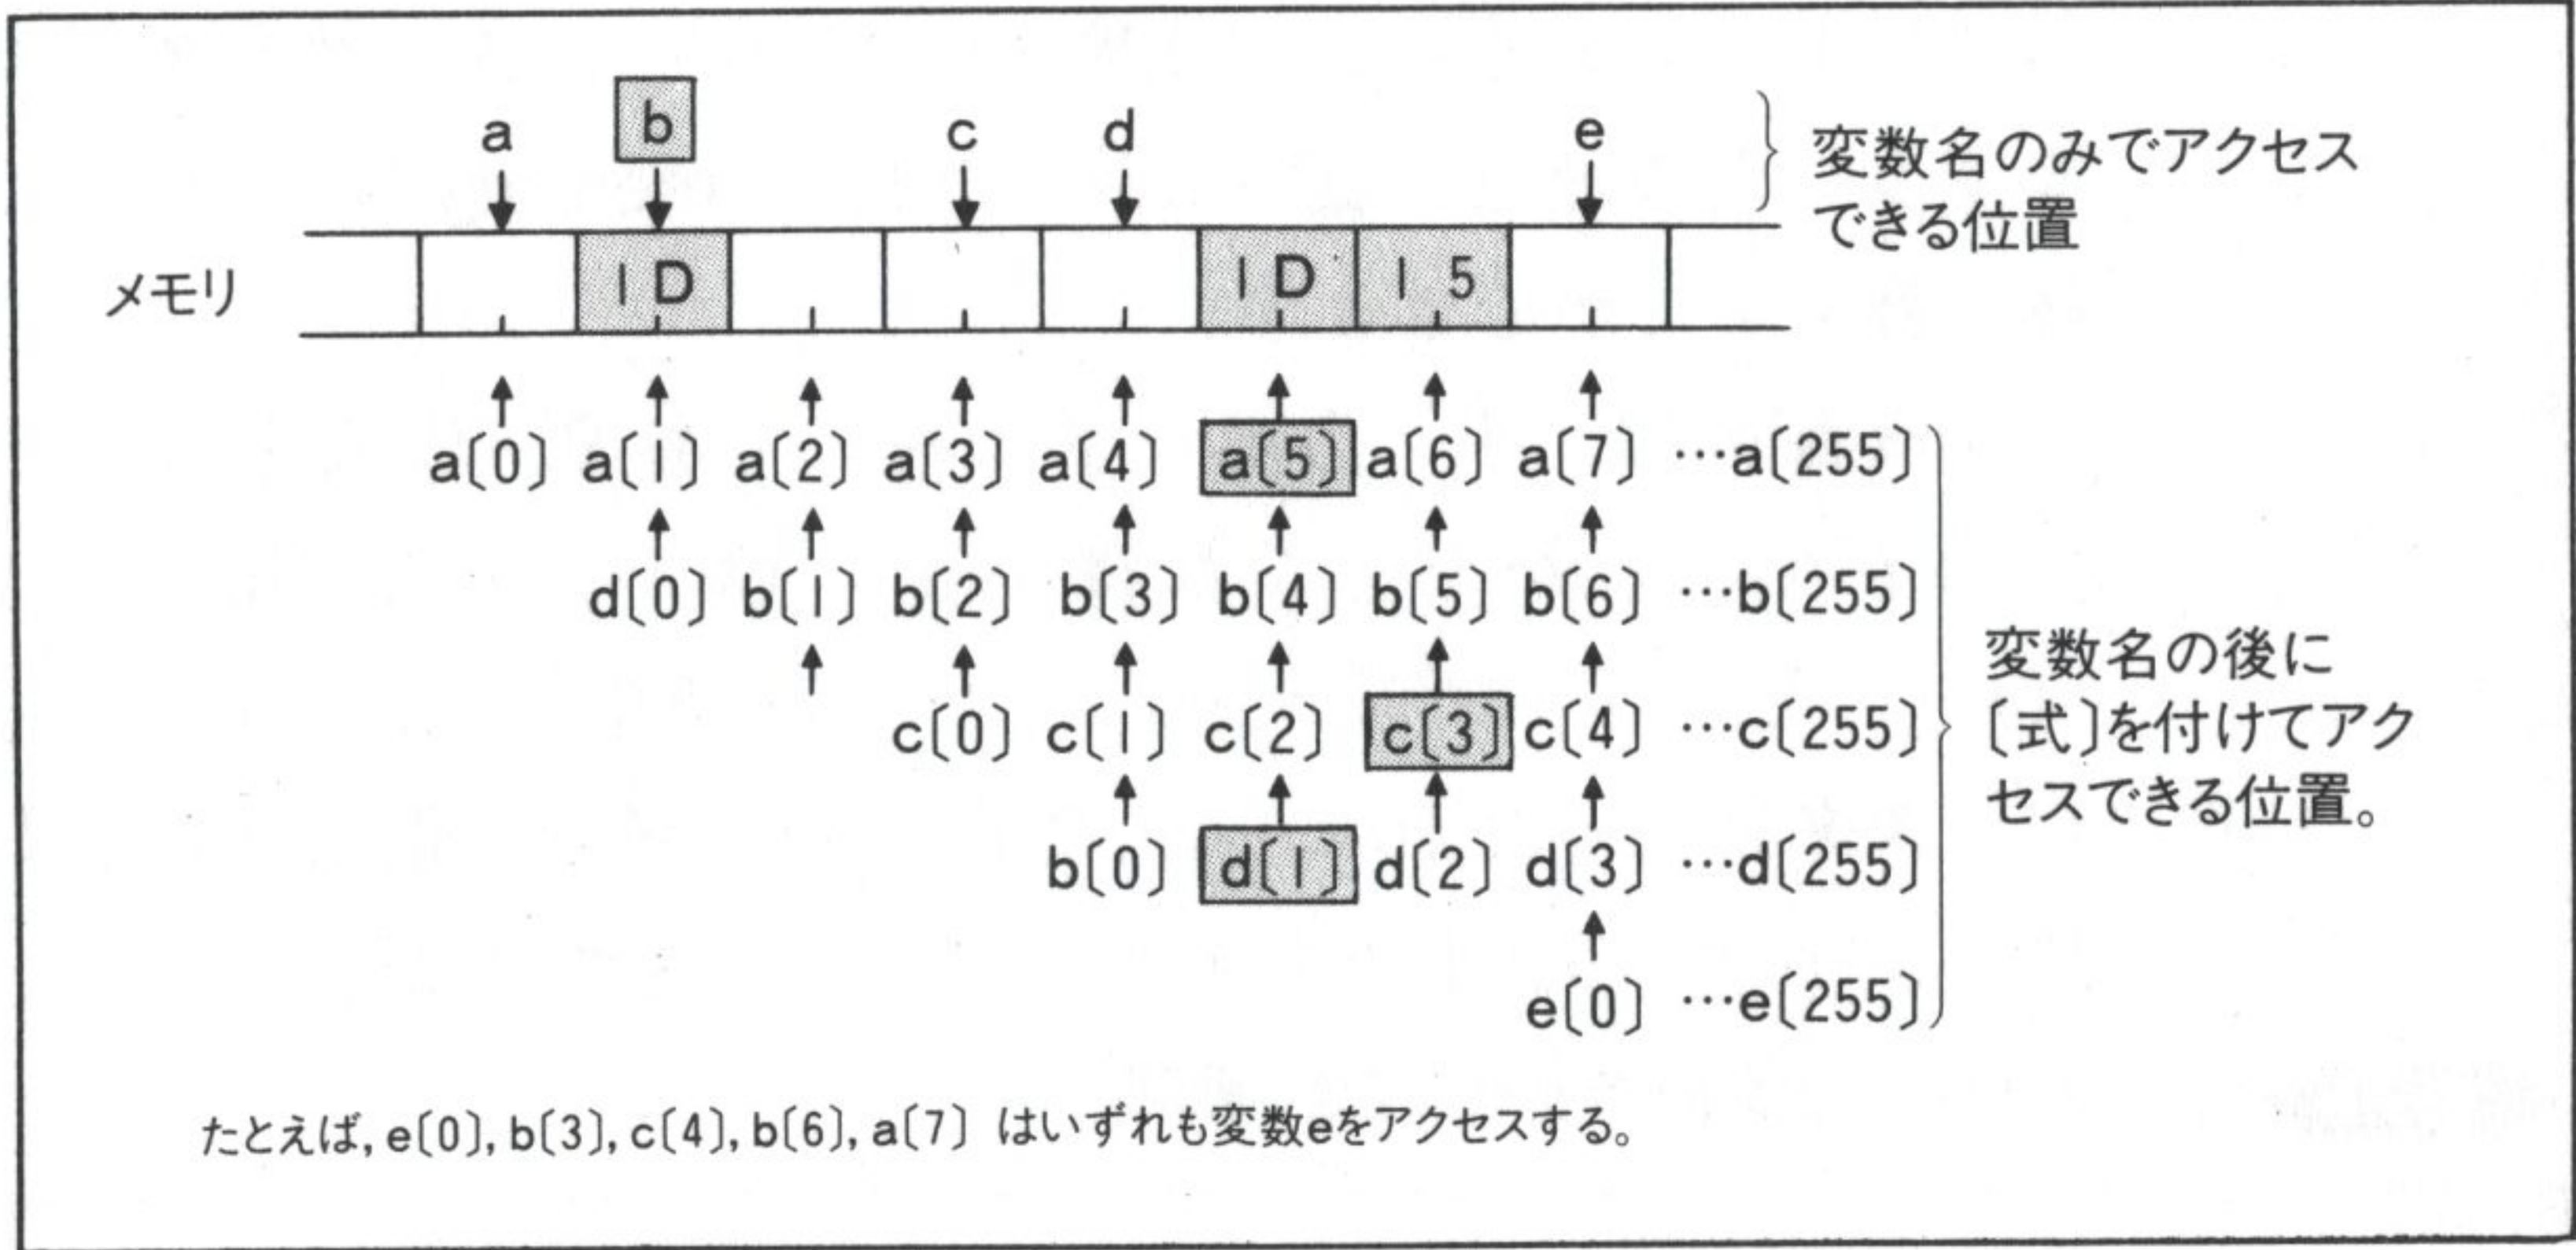 a b c d e
変数名のみでアクセス
できる位置
メモリ 1D 1D 15
a〔0〕 a〔1〕 a〔2〕 a〔3〕 a〔4〕 a〔5〕 a〔6〕 a〔7〕 …a〔255〕
d〔0〕 b〔1〕 b〔2〕 b〔3〕 b〔4〕 b〔5〕 b〔6〕 …b〔255〕
c〔0〕 c〔1〕 c〔2〕 c〔3〕 c〔4〕 …c〔255〕
b〔0〕 d〔1〕 d〔2〕 d〔3〕 …d〔255〕
e〔0〕 …e〔255〕
変数名の後に
〔式〕を付けてアク
セスできる位置。
たとえば, e〔0〕, b〔3〕, c〔4〕, b〔6〕, a〔7〕 はいずれも変数eをアクセスする。